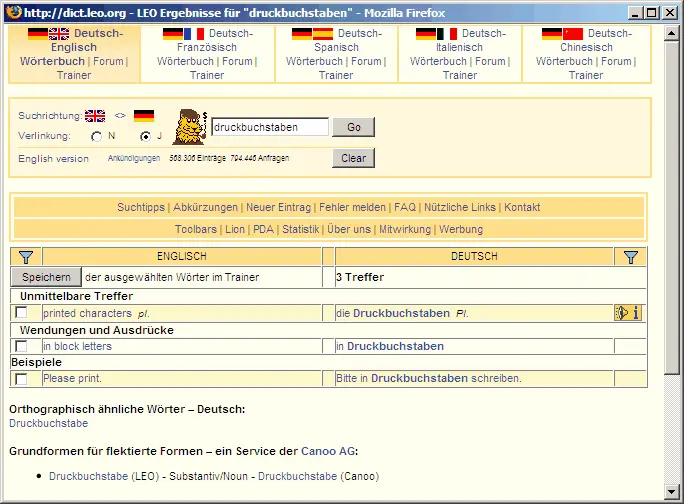 http://dict.leo.org - LEO Ergebnisse für "druckbuchstaben" - Mozilla Firefox
Deutsch-Englisch Wörterbuch | Forum | Trainer
Deutsch-Französisch Wörterbuch | Forum | Trainer
Deutsch-Spanisch Wörterbuch | Forum | Trainer
Deutsch-Italienisch Wörterbuch | Forum | Trainer
Deutsch-Chinesisch Wörterbuch | Forum | Trainer
Suchrichtung: <>
Verlinkung: N J druckbuchstaben Go
English version Ankündigungen 568.306 Einträge 794.446 Anfragen Clear
Suchtipps | Abkürzungen | Neuer Eintrag | Fehler melden | FAQ | Nützliche Links | Kontakt
Toolbars | Lion | PDA | Statistik | Über uns | Mitwirkung | Werbung
ENGLISCH DEUTSCH
Speichern der ausgewählten Wörter im Trainer 3 Treffer
Unmittelbare Treffer
printed characters pl. die Druckbuchstaben Pl. i
Wendungen und Ausdrücke
in block letters in Druckbuchstaben
Beispiele
Please print. Bitte in Druckbuchstaben schreiben.
Orthographisch ähnliche Wörter – Deutsch:
Druckbuchstabe
Grundformen für flektierte Formen – ein Service der Canoo AG:
• Druckbuchstabe (LEO) - Substantiv/Noun - Druckbuchstabe (Canoo)